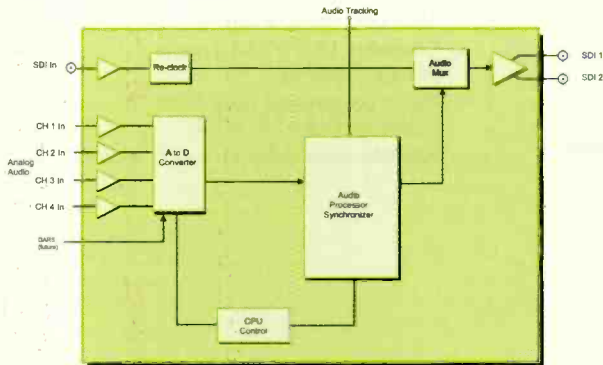 Audio Tracking
SDI In
Re-clock
Audio
Mux
SDI 1
SDI 2
CH 1 In
CH 2 In
CH 3 In
CH 4 In
Analog
Audio
A to D
Converter
DARS
(future)
Audio
Processor
Synchronizer
CPU
Control